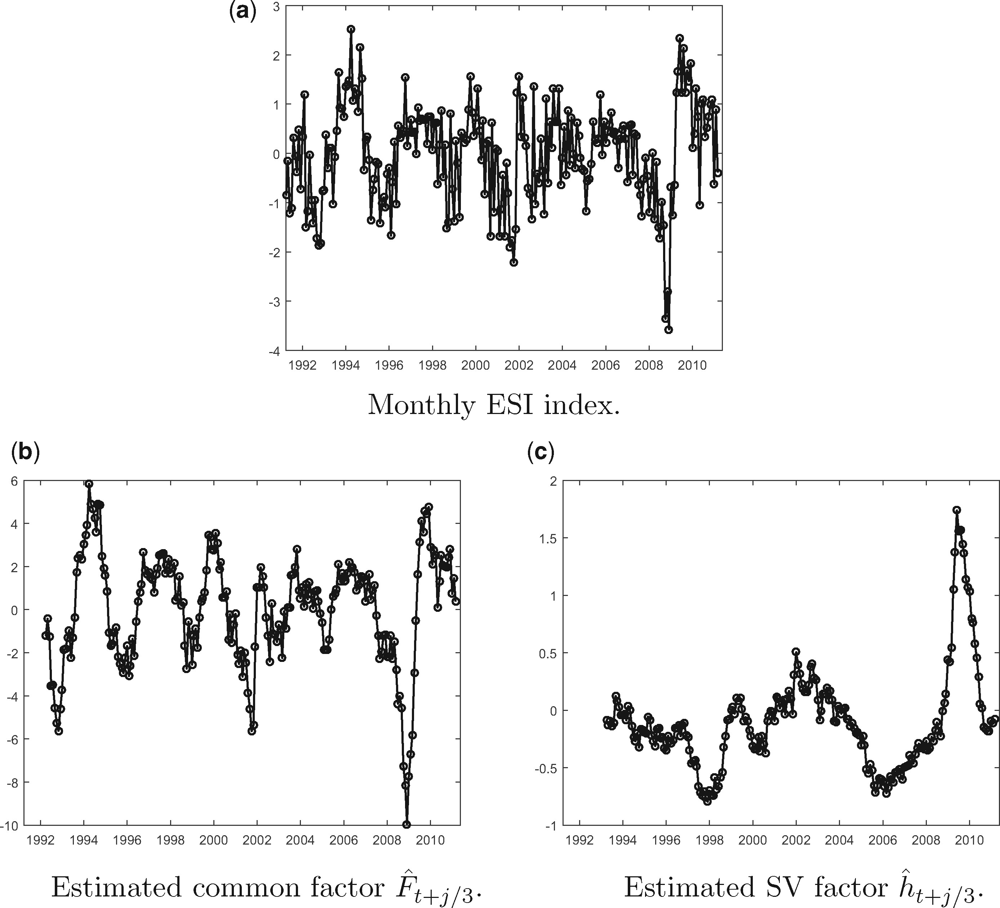 (a)
3
2
1
0
-1
-2
-3
-4
1992 1994 1996 1998 2000 2002 2004 2006 2008 2010
Monthly ESI index.
(b)
6
4
2
0
-2
-4
-6
-8
-10
1992 1994 1996 1998 2000 2002 2004 2006 2008 2010
Estimated common factor F̂t+j/3.
(c)
2
1.5
1
0.5
0
-0.5
-1
1992 1994 1996 1998 2000 2002 2004 2006 2008 2010
Estimated SV factor ĥt+j/3.